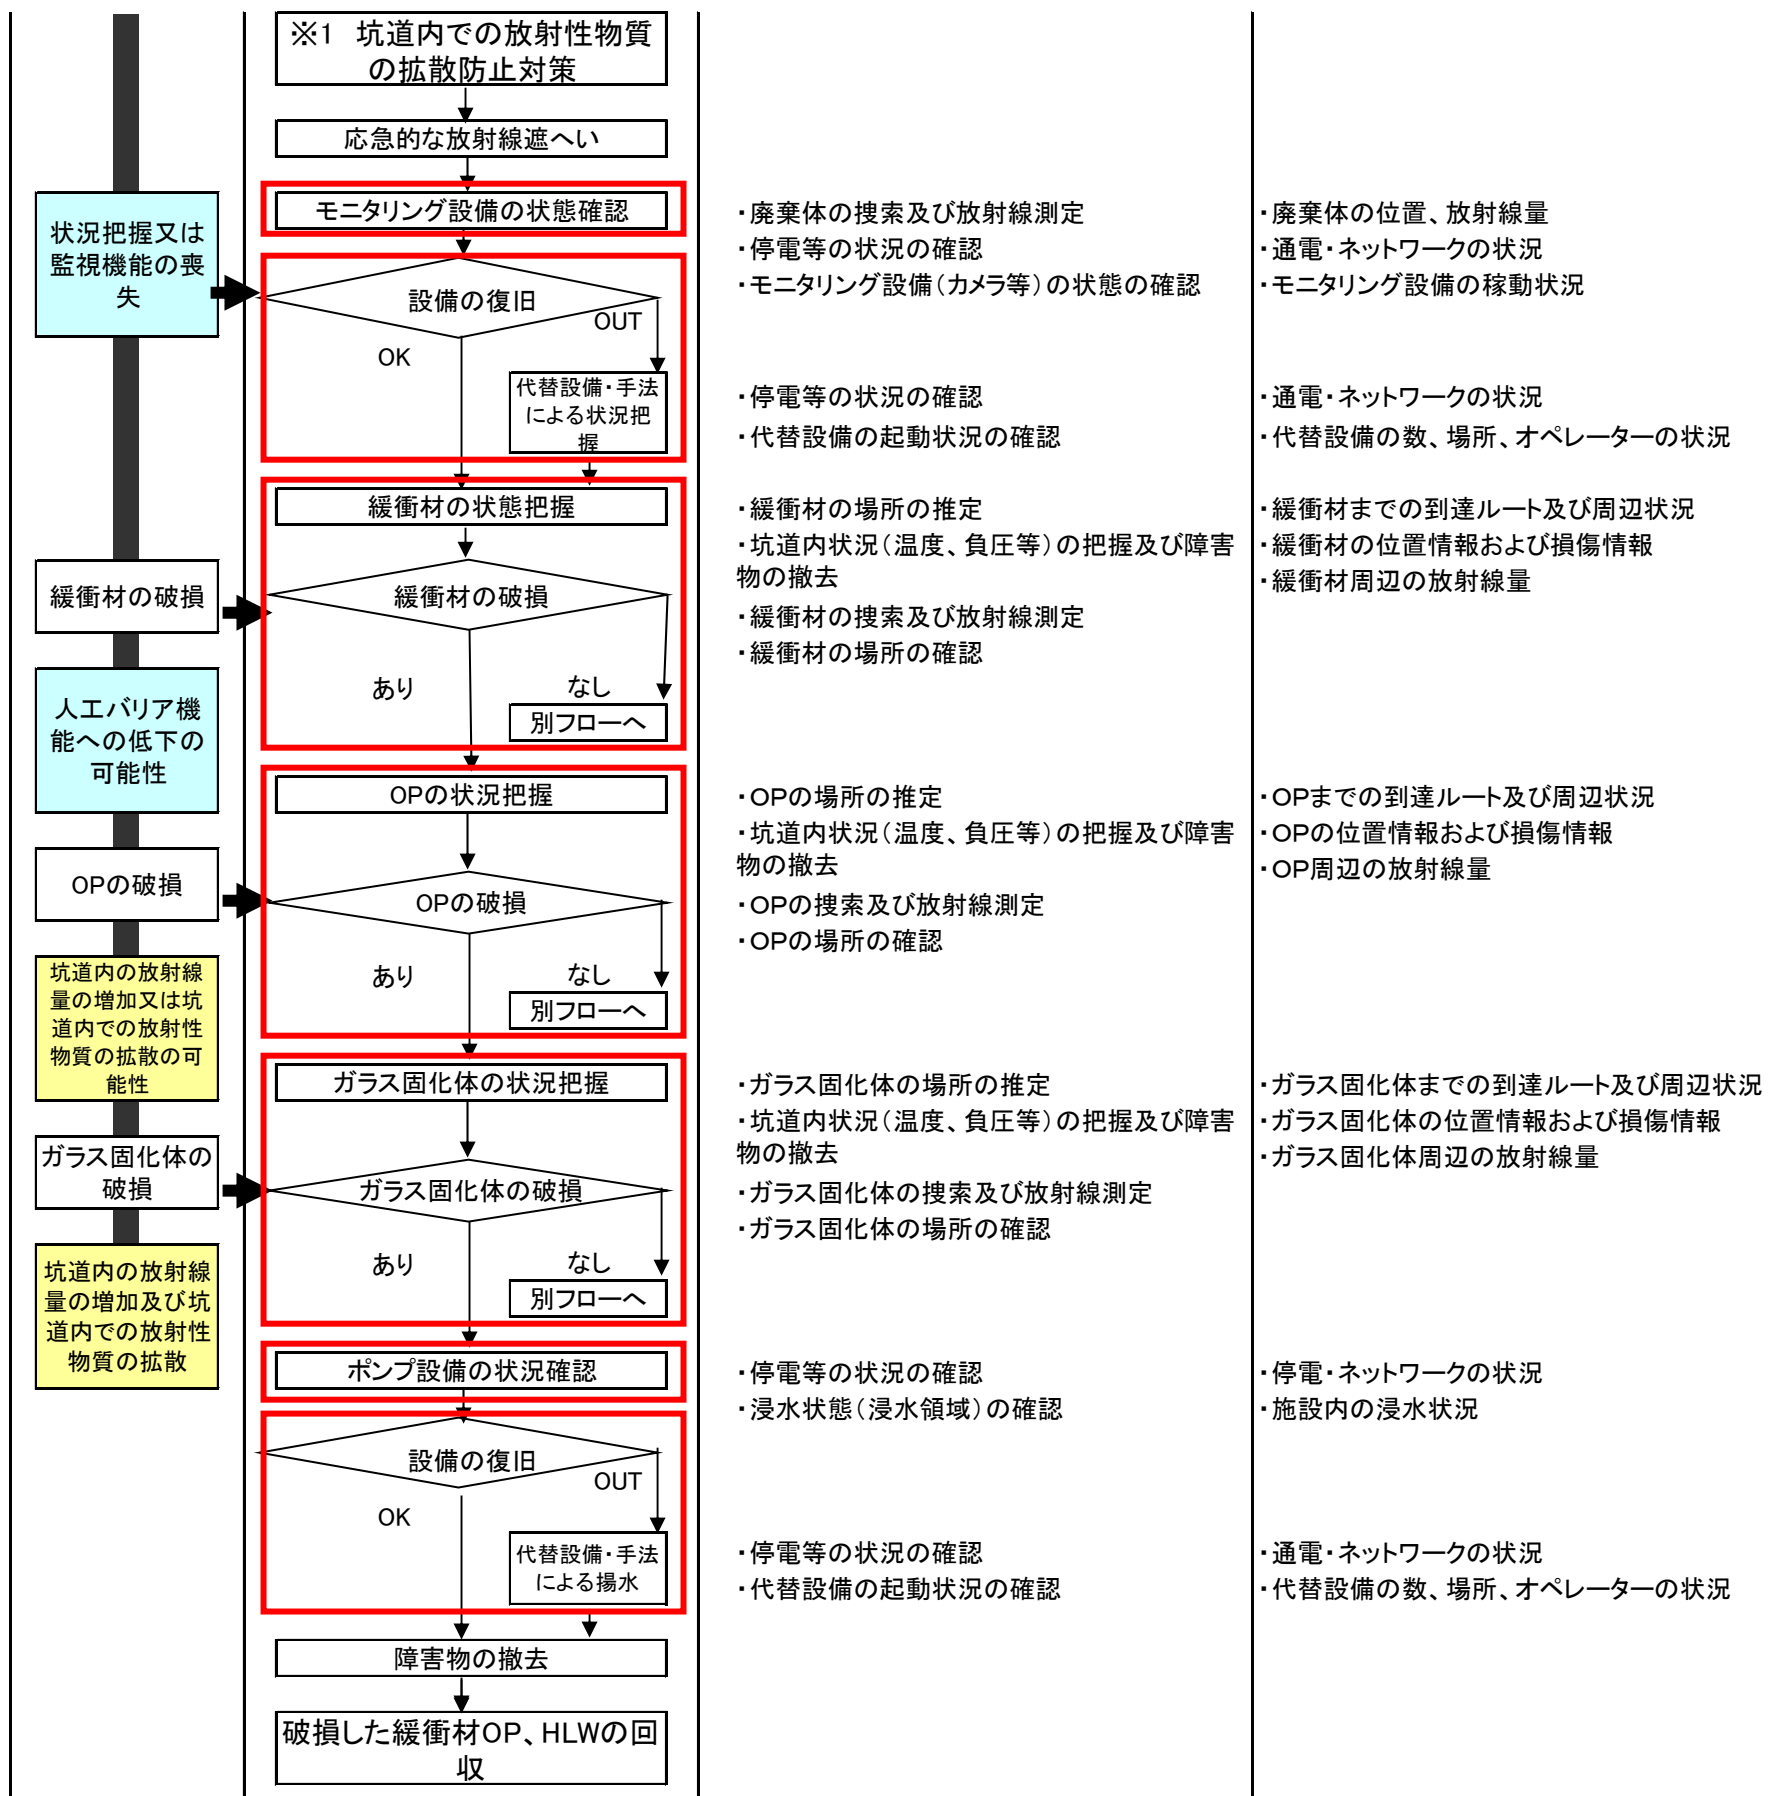 ※1　坑道内での放射性物質
の拡散防止対策
応急的な放射線遮へい
状況把握又は
監視機能の喪
失
モニタリング設備の状態確認
設備の復旧
OUT
OK
代替設備・手法
による状況把
握
・廃棄体の捜索及び放射線測定
・停電等の状況の確認
・モニタリング設備（カメラ等）の状態の確認
・廃棄体の位置、放射線量
・通電・ネットワークの状況
・モニタリング設備の稼動状況
・停電等の状況の確認
・代替設備の起動状況の確認
・通電・ネットワークの状況
・代替設備の数、場所、オペレーターの状況
緩衝材の破損
緩衝材の状態把握
緩衝材の破損
あり
なし
別フローへ
・緩衝材の場所の推定
・坑道内状況（温度、負圧等）の把握及び障害
物の撤去
・緩衝材の捜索及び放射線測定
・緩衝材の場所の確認
・緩衝材までの到達ルート及び周辺状況
・緩衝材の位置情報および損傷情報
・緩衝材周辺の放射線量
人工バリア機
能への低下の
可能性
OPの破損
OPの状況把握
OPの破損
あり
なし
別フローへ
・OPの場所の推定
・坑道内状況（温度、負圧等）の把握及び障害
物の撤去
・OPの捜索及び放射線測定
・OPの場所の確認
・OPまでの到達ルート及び周辺状況
・OPの位置情報および損傷情報
・OP周辺の放射線量
坑道内の放射線
量の増加又は坑
道内での放射性
物質の拡散の可
能性
ガラス固化体の
破損
ガラス固化体の状況把握
ガラス固化体の破損
あり
なし
別フローへ
・ガラス固化体の場所の推定
・坑道内状況（温度、負圧等）の把握及び障害
物の撤去
・ガラス固化体の捜索及び放射線測定
・ガラス固化体の場所の確認
・ガラス固化体までの到達ルート及び周辺状況
・ガラス固化体の位置情報および損傷情報
・ガラス固化体周辺の放射線量
坑道内の放射線
量の増加及び坑
道内での放射性
物質の拡散
ポンプ設備の状況確認
・停電等の状況の確認
・浸水状態（浸水領域）の確認
・停電・ネットワークの状況
・施設内の浸水状況
設備の復旧
OUT
OK
代替設備・手法
による揚水
・停電等の状況の確認
・代替設備の起動状況の確認
・通電・ネットワークの状況
・代替設備の数、場所、オペレーターの状況
障害物の撤去
破損した緩衝材OP、HLWの回
収